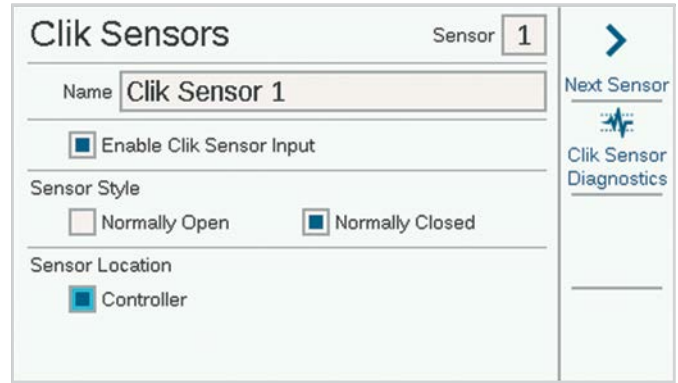 Clik Sensors
Sensor 1
Name Clik Sensor 1
Enable Clik Sensor Input
Sensor Style
Normally Open
Normally Closed
Sensor Location
Controller
Next Sensor
Clik Sensor
Diagnostics